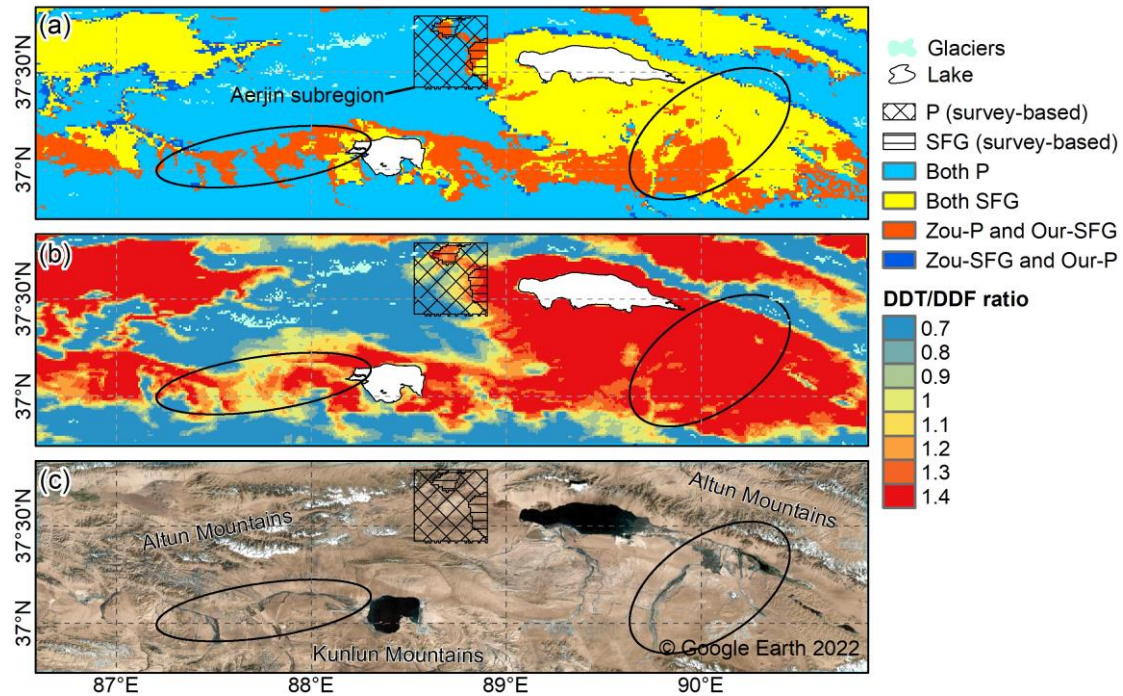 (a)
37°30'N
37°N
Aerjin subregion
(b)
37°30'N
37°N
(c)
37°30'N
37°N
Altun Mountains
Altun Mountains
Kunlun Mountains
© Google Earth 2022
87°E
88°E
89°E
90°E
Glaciers
Lake
P (survey-based)
SFG (survey-based)
Both P
Both SFG
Zou-P and Our-SFG
Zou-SFG and Our-P
DDT/DDF ratio
0.7
0.8
0.9
1
1.1
1.2
1.3
1.4